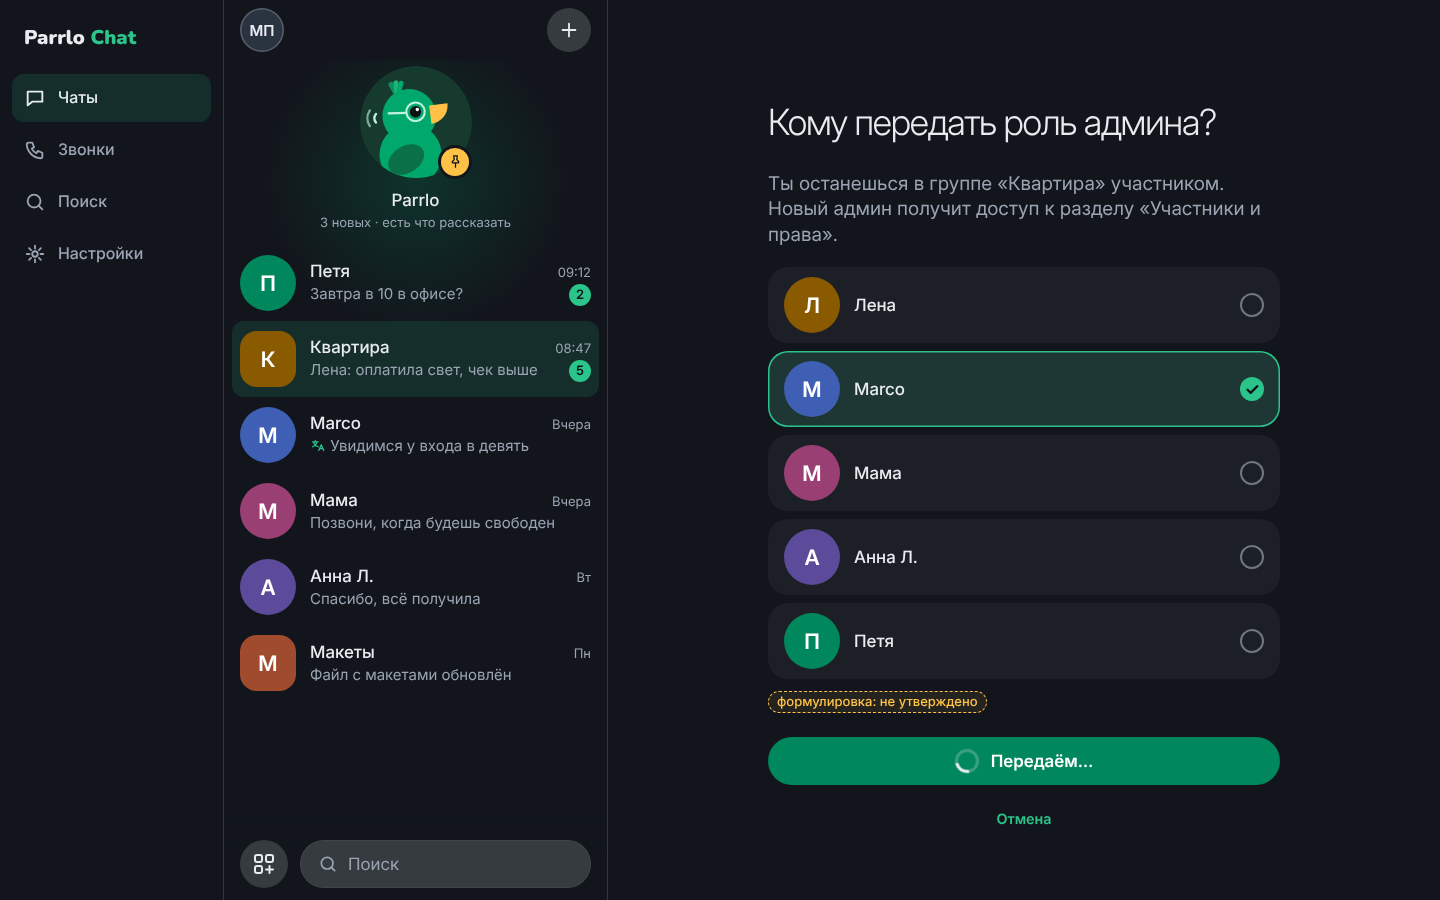 Parrlo Chat
Чаты
Звонки
Поиск
Настройки
МП
Parrlo
3 новых · есть что рассказать
П
Петя
09:12
Завтра в 10 в офисе?
2
К
Квартира
08:47
Лена: оплатила свет, чек выше
5
M
Marco
Вчера
Увидимся у входа в девять
М
Мама
Вчера
Позвони, когда будешь свободен
А
Анна Л.
Вт
Спасибо, всё получила
М
Макеты
Пн
Файл с макетами обновлён
Поиск
Кому передать роль админа?
Ты останешься в группе «Квартира» участником.
Новый админ получит доступ к разделу «Участники и
права».
Л
Лена
M
Marco
М
Мама
А
Анна Л.
П
Петя
формулировка: не утверждено
Передаём…
Отмена